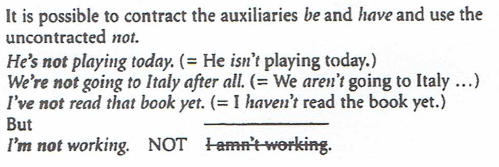 It is possible to contract the auxiliaries be and have and use the
uncontracted not.
He's not playing today. (= He isn't playing today.)
We're not going to Italy after all. (= We aren't going to Italy ...)
I've not read that book yet. (= I haven't read the book yet.)
But
I'm not working. NOT I amn't working.